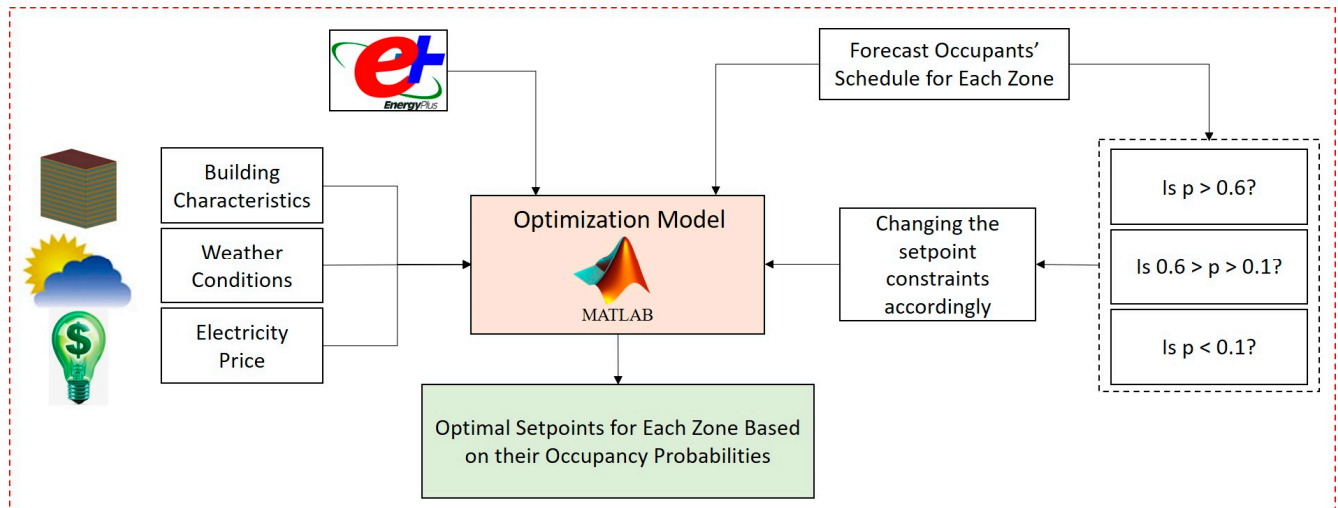 e+
EnergyPlus
Forecast Occupants’
Schedule for Each Zone
Building
Characteristics
Weather
Conditions
Electricity
Price
$
Optimization Model
MATLAB
Changing the
setpoint
constraints
accordingly
Is p > 0.6?
Is 0.6 > p > 0.1?
Is p < 0.1?
Optimal Setpoints for Each Zone Based
on their Occupancy Probabilities